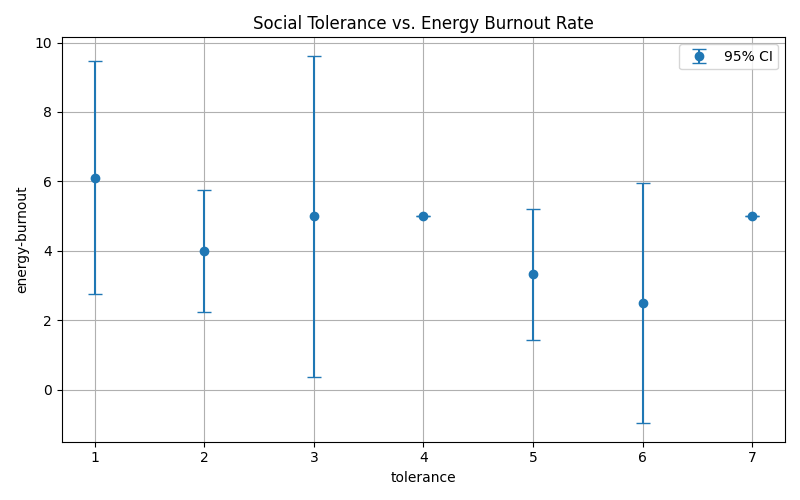 Social Tolerance vs. Energy Burnout Rate
10
8
6
4
2
0
energy-burnout
95% CI
1 2 3 4 5 6 7
tolerance